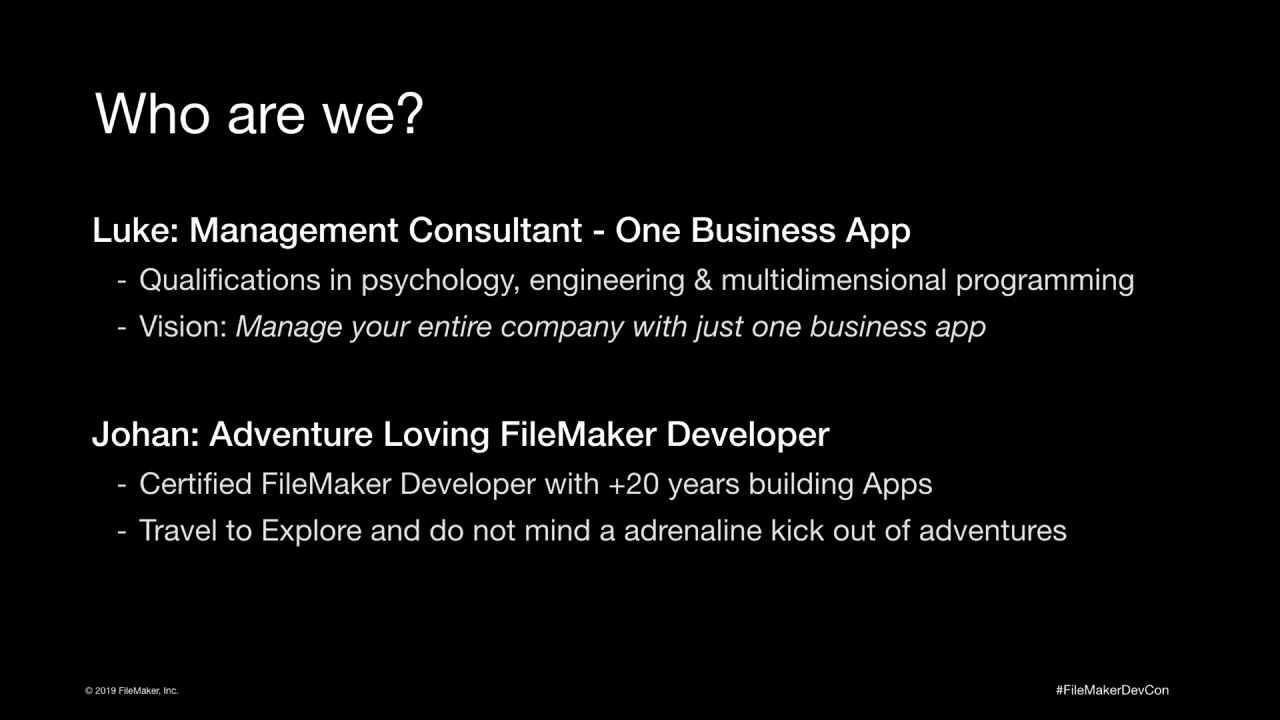 Who are we?
Luke: Management Consultant - One Business App
- Qualifications in psychology, engineering & multidimensional programming
- Vision: Manage your entire company with just one business app
Johan: Adventure Loving FileMaker Developer
- Certified FileMaker Developer with +20 years building Apps
- Travel to Explore and do not mind a adrenaline kick out of adventures
© 2019 FileMaker, Inc.
#FileMakerDevCon